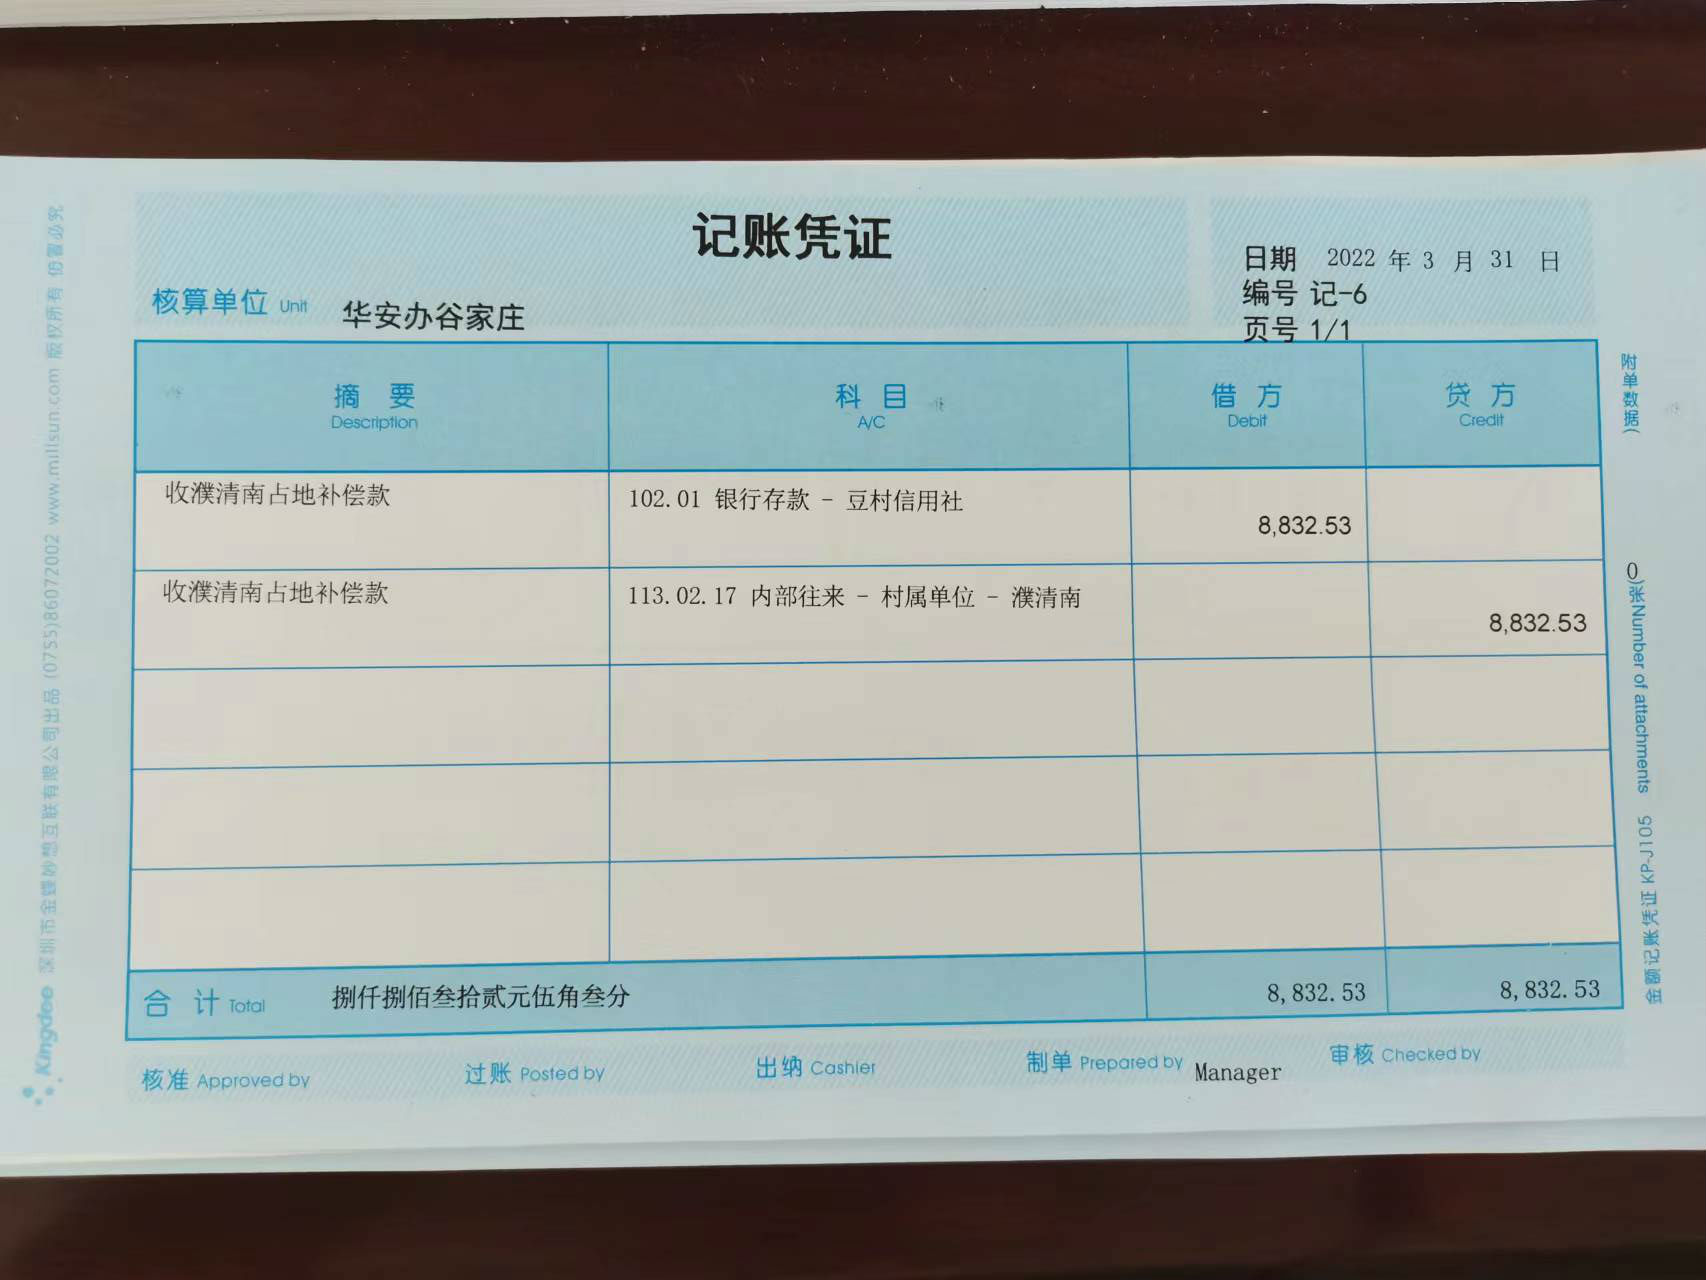 记账凭证
日期 2022 年 3 月 31 日
编号 记-6
页号 1/1
核算单位 Unit 华安办谷家庄
摘 要 科 目 借 方 贷 方
Description A/C Debit Credit
收濮清南占地补偿款 102.01 银行存款 - 豆村信用社 8,832.53
收濮清南占地补偿款 113.02.17 内部往来 - 村属单位 - 濮清南 8,832.53
合 计 Total 捌仟捌佰叁拾贰元伍角叁分 8,832.53 8,832.53
核准 Approved by 过账 Posted by 出纳 Cashier 制单 Prepared by Manager 审核 Checked by
附单数据) 0)张Number of attachments 金额记账凭证 KP-J105
Kingdee 深圳市金蝶妙想互联有限公司出品 (0755)86072002 www.millsun.com 版权所有 仿冒必究